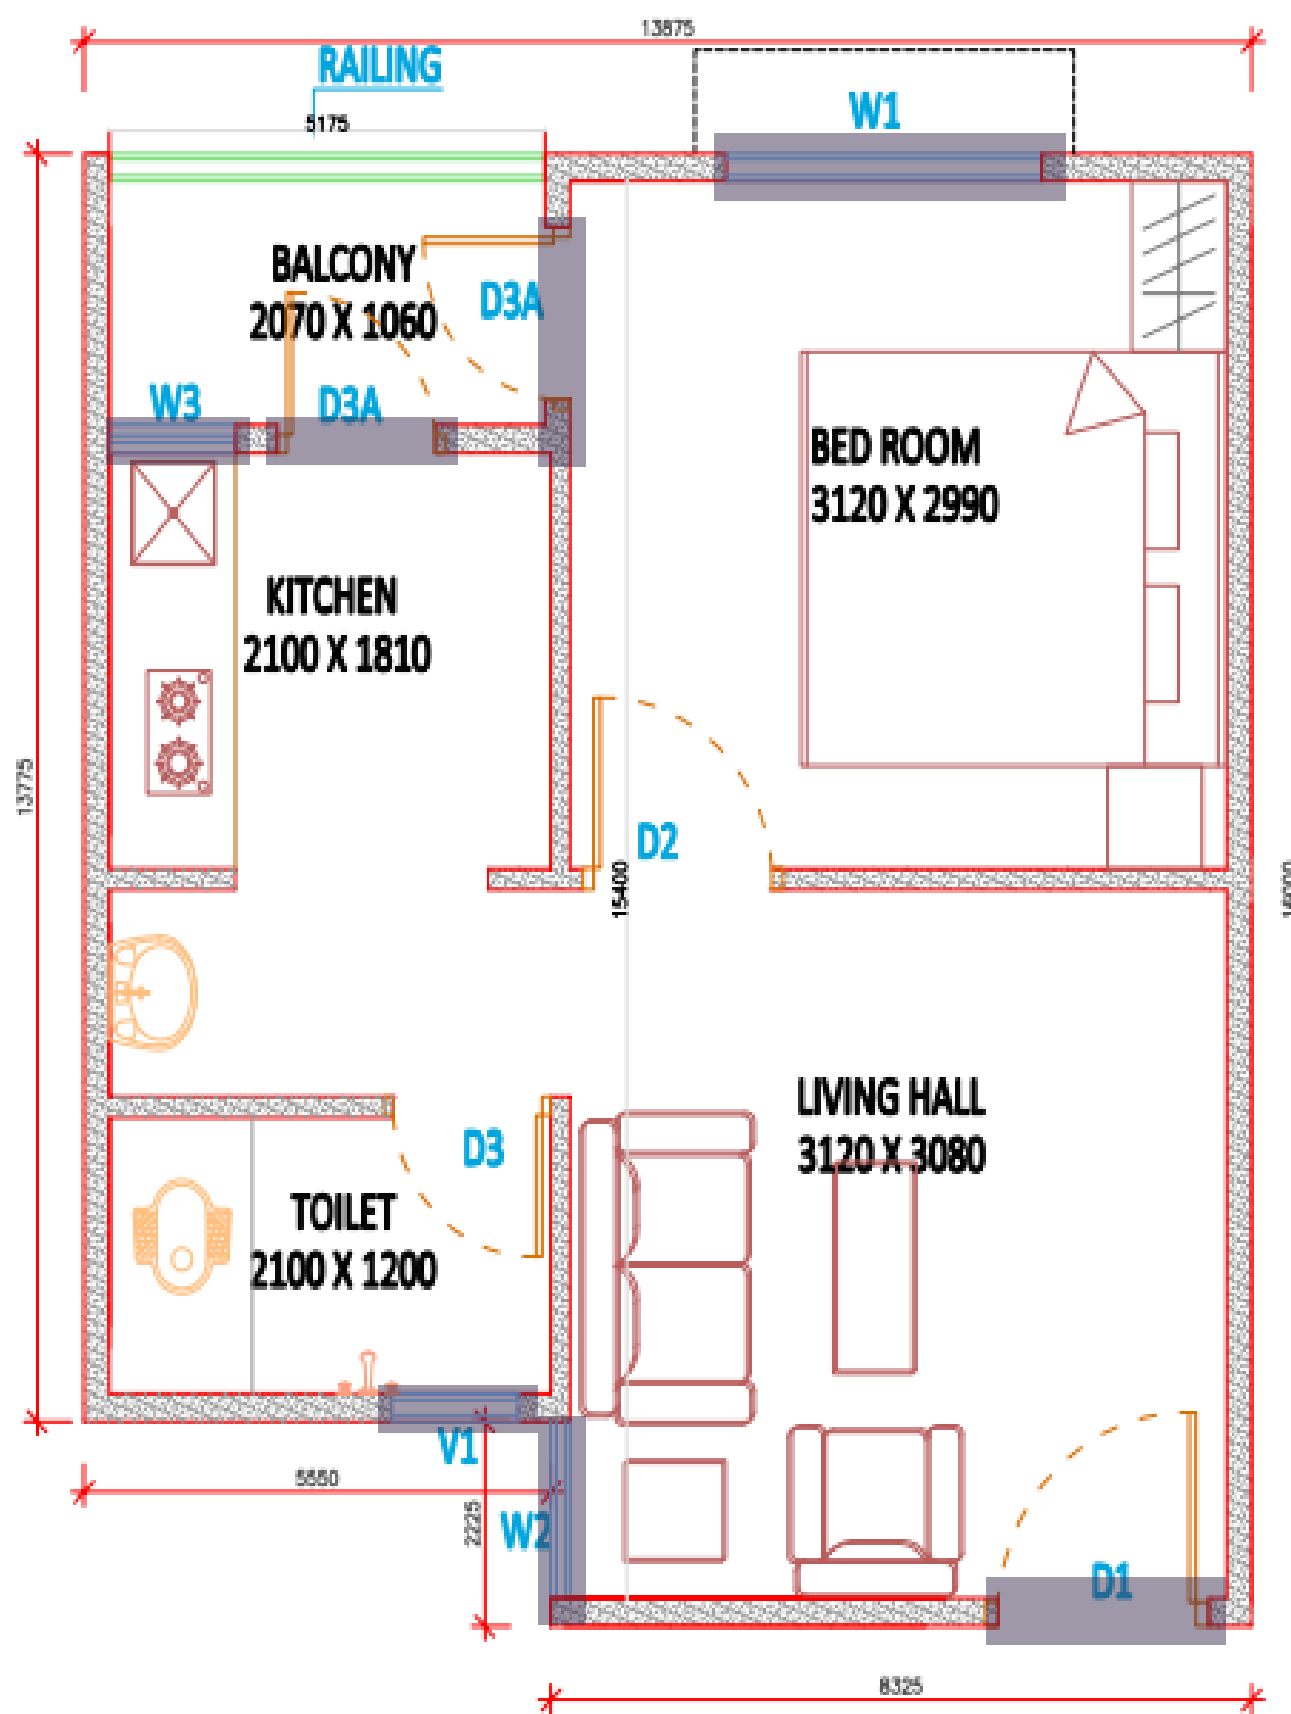 13875
RAILING
5175
W1
BALCONY
2070 X 1060
D3A
W3
D3A
BED ROOM
3120 X 2990
KITCHEN
2100 X 1810
13775
D2
15400
LIVING HALL
3120 X 3080
D3
TOILET
2100 X 1200
V1
5550
2225
W2
D1
8325